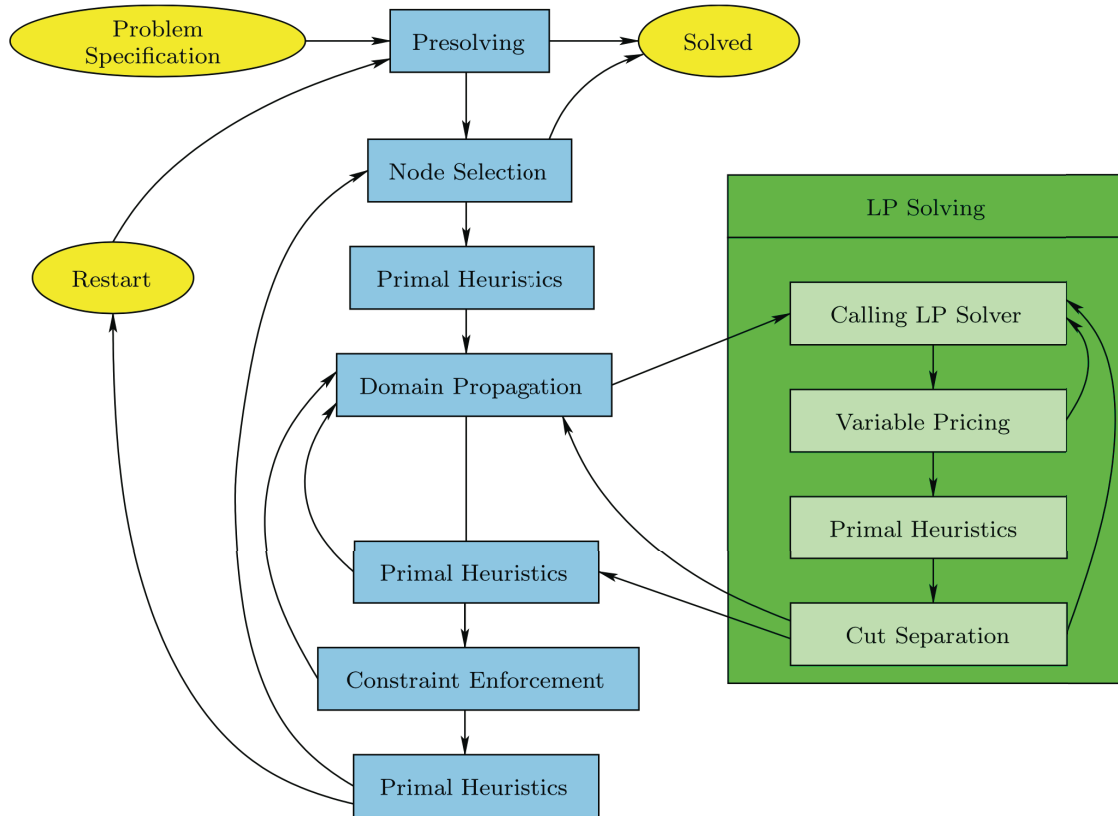 Problem
Specification
Presolving
Solved
Node Selection
LP Solving
Restart
Primal Heuristics
Calling LP Solver
Domain Propagation
Variable Pricing
Primal Heuristics
Primal Heuristics
Cut Separation
Constraint Enforcement
Primal Heuristics